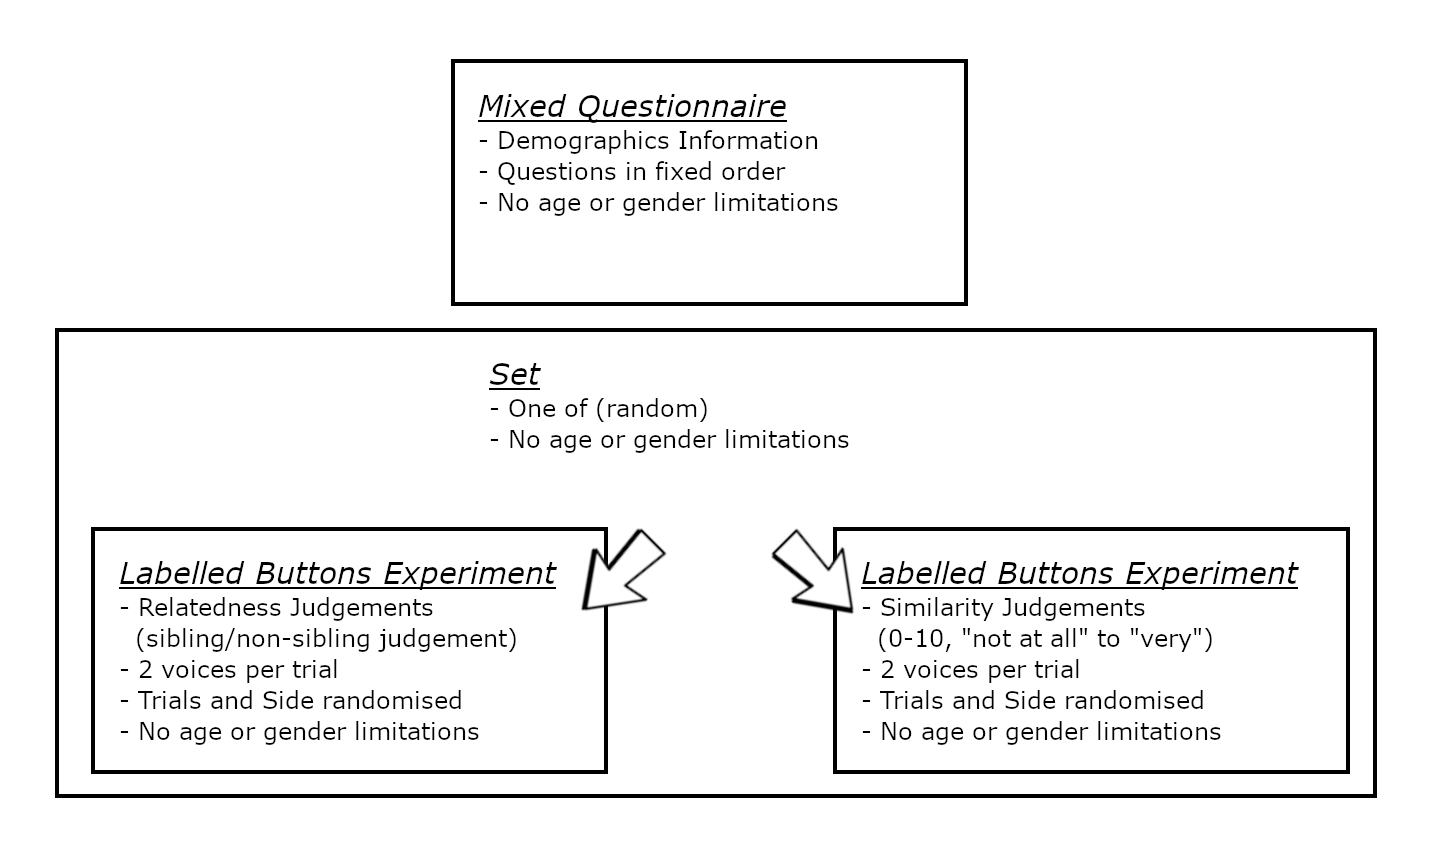 Mixed Questionnaire
- Demographics Information
- Questions in fixed order
- No age or gender limitations
Set
- One of (random)
- No age or gender limitations
Labelled Buttons Experiment
- Relatedness Judgements
(sibling/non-sibling judgement)
- 2 voices per trial
- Trials and Side randomised
- No age or gender limitations
Labelled Buttons Experiment
- Similarity Judgements
(0-10, "not at all" to "very")
- 2 voices per trial
- Trials and Side randomised
- No age or gender limitations